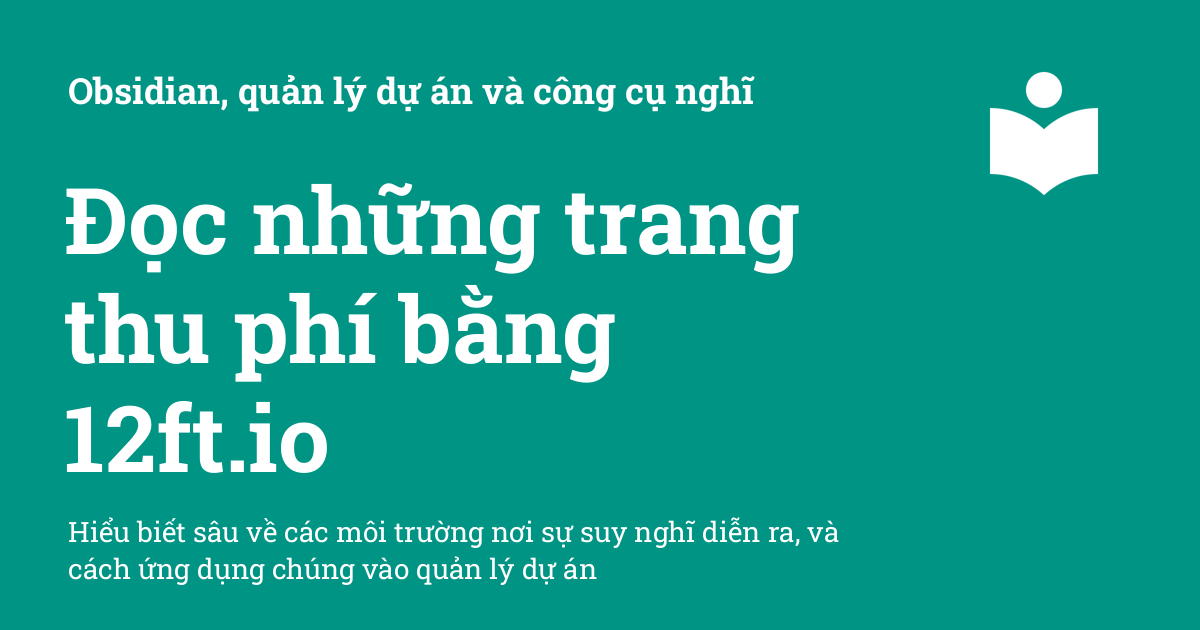 Obsidian, quản lý dự án và công cụ nghĩ
Đọc những trang
thu phí bằng
12ft.io
Hiểu biết sâu về các môi trường nơi sự suy nghĩ diễn ra, và
cách ứng dụng chúng vào quản lý dự án